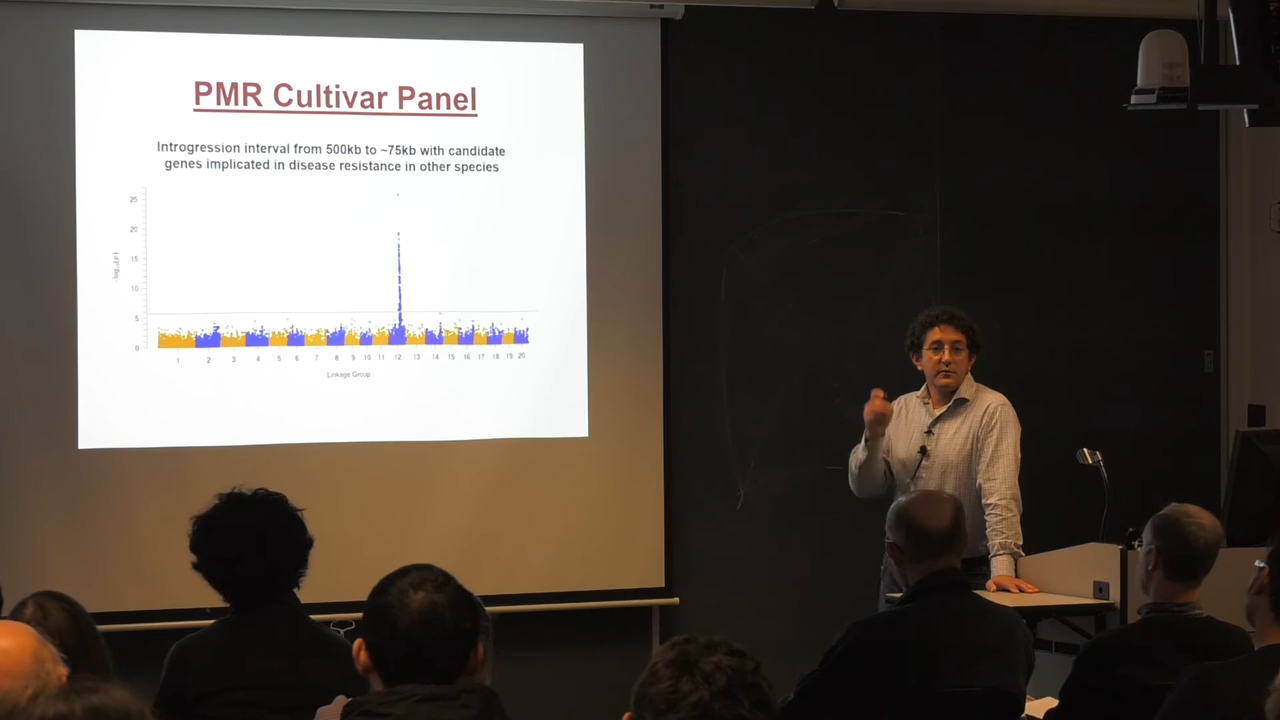 PMR Cultivar Panel
Introgression interval from 500kb to ~75kb with candidate
genes implicated in disease resistance in other species
25
20
15
10
5
0
-log₁₀(p)
1 2 3 4 5 6 7 8 9 10 11 12 13 14 15 16 17 18 19 20
Linkage Group